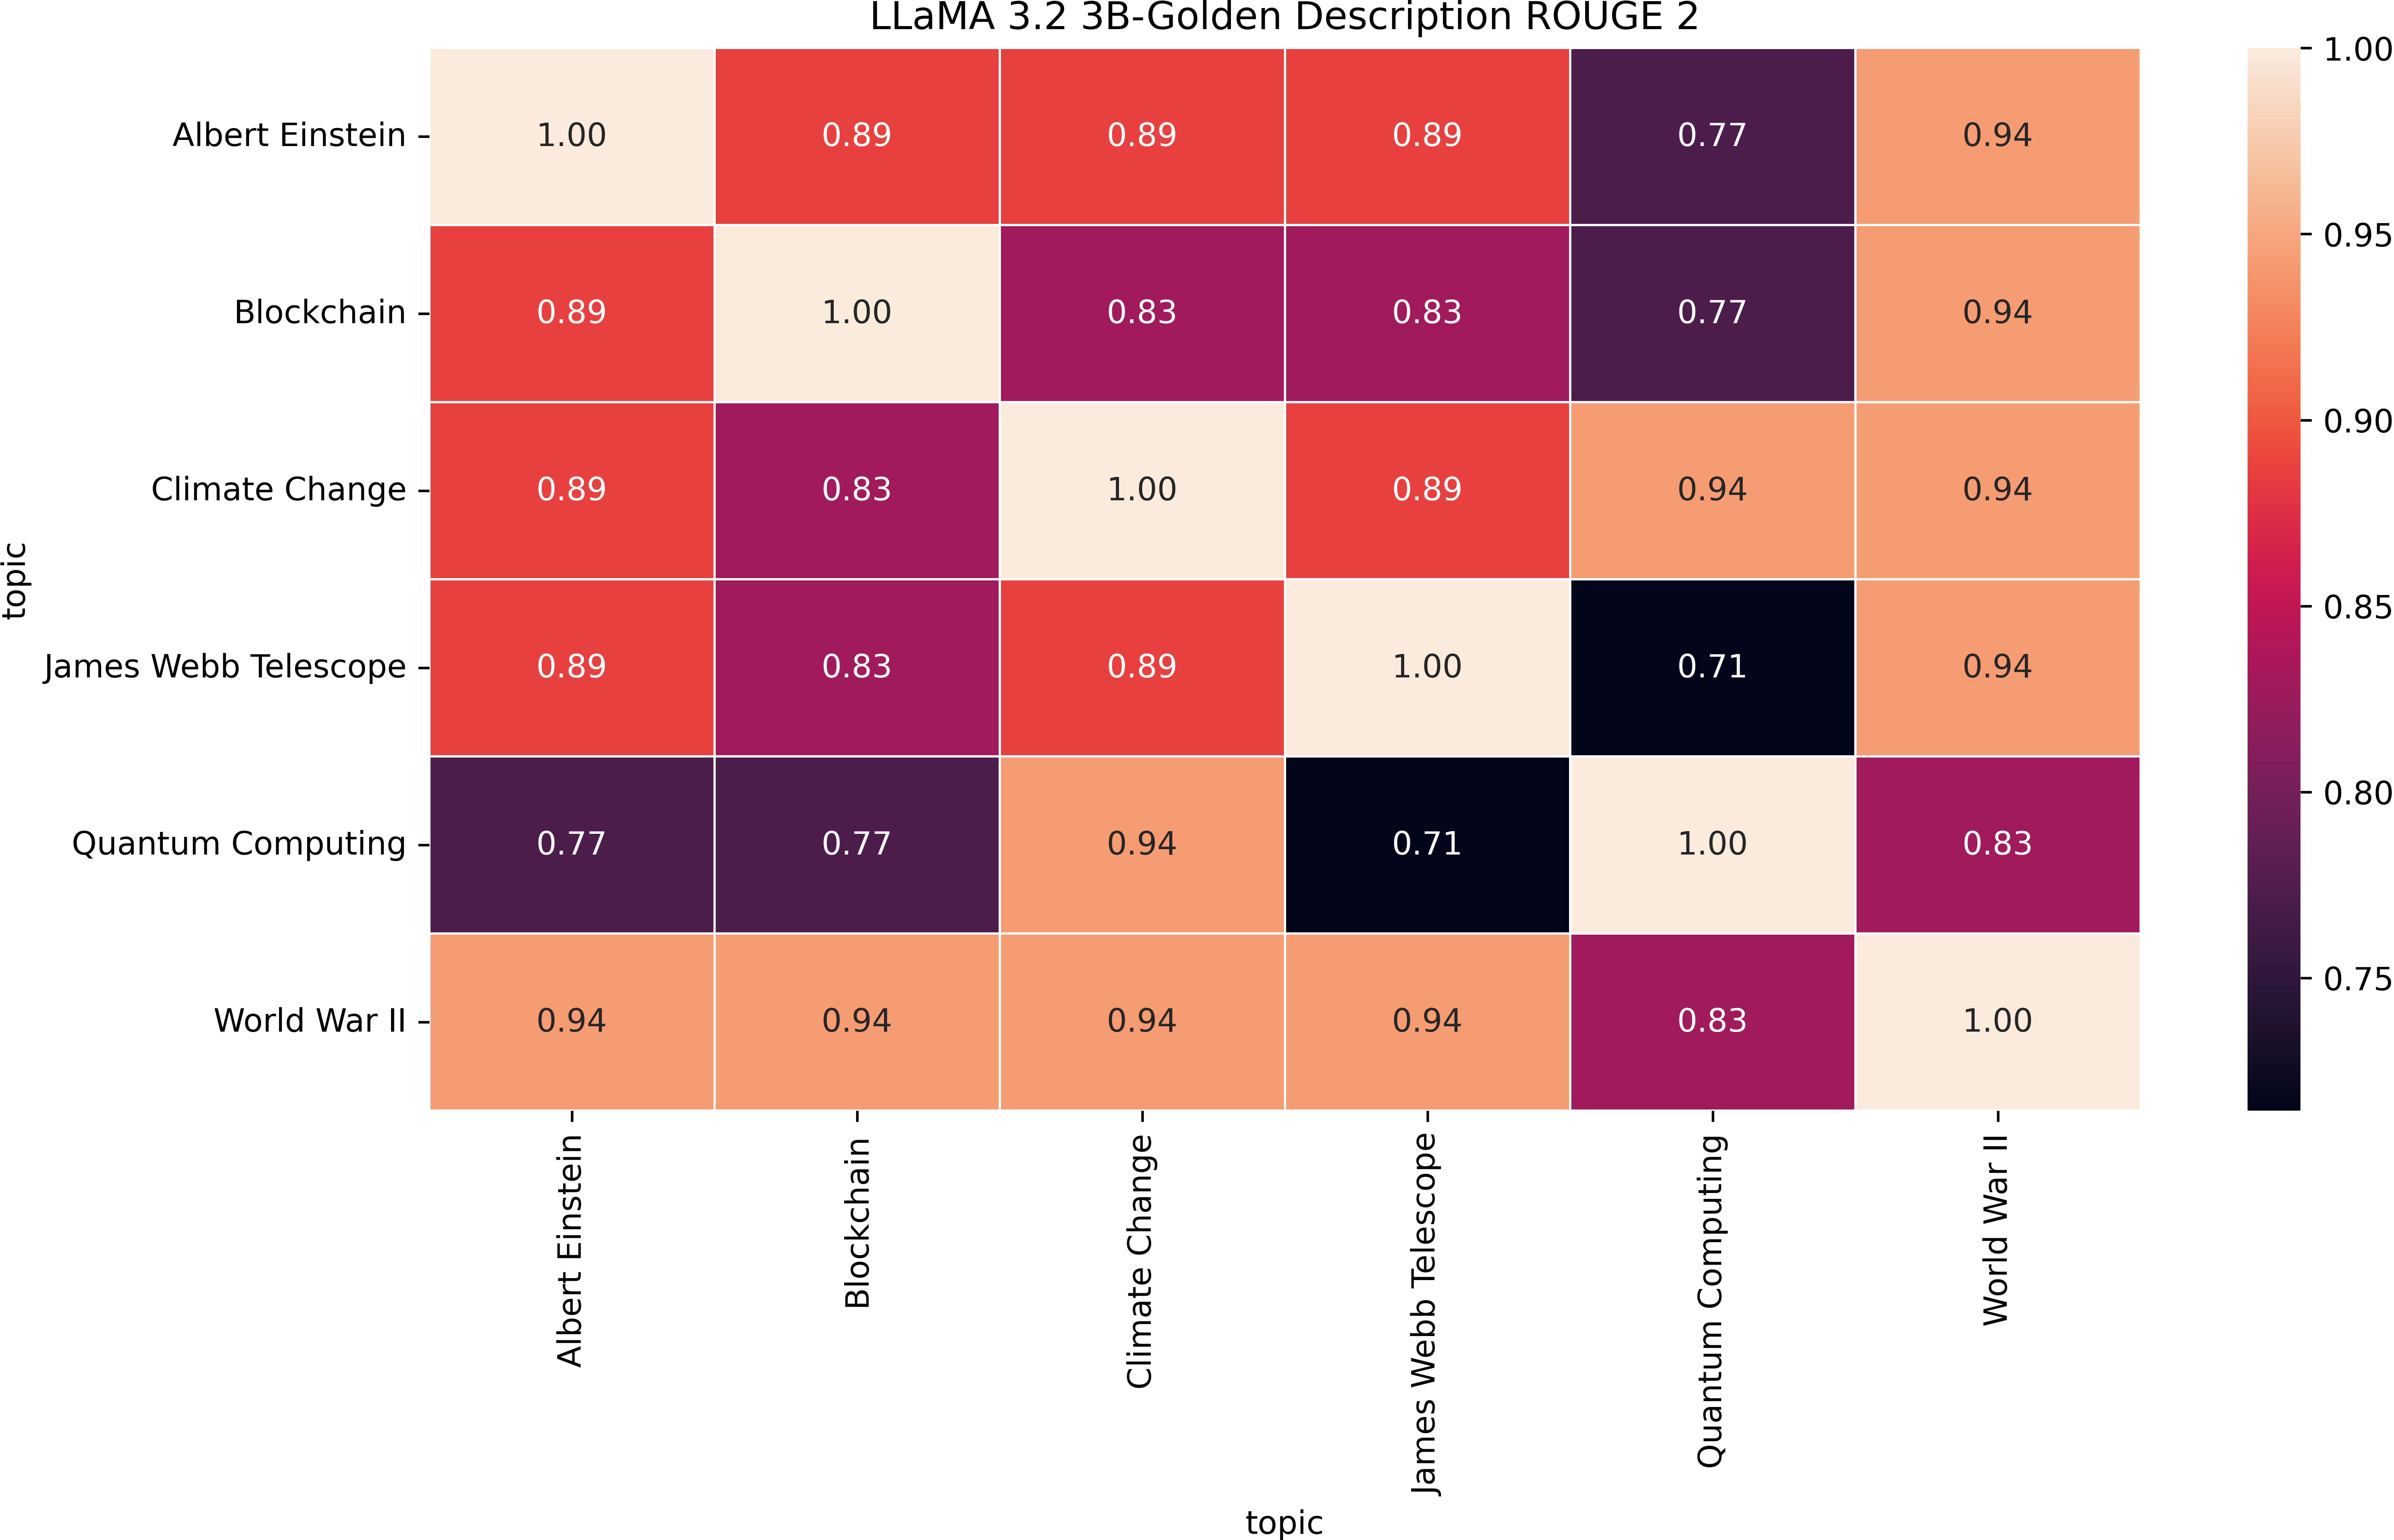 LLaMA 3.2 3B-Golden Description ROUGE 2
topic
Albert Einstein 1.00 0.89 0.89 0.89 0.77 0.94
Blockchain 0.89 1.00 0.83 0.83 0.77 0.94
Climate Change 0.89 0.83 1.00 0.89 0.94 0.94
James Webb Telescope 0.89 0.83 0.89 1.00 0.71 0.94
Quantum Computing 0.77 0.77 0.94 0.71 1.00 0.83
World War II 0.94 0.94 0.94 0.94 0.83 1.00
Albert Einstein
Blockchain
Climate Change
James Webb Telescope
Quantum Computing
World War II
topic
1.00
0.95
0.90
0.85
0.80
0.75